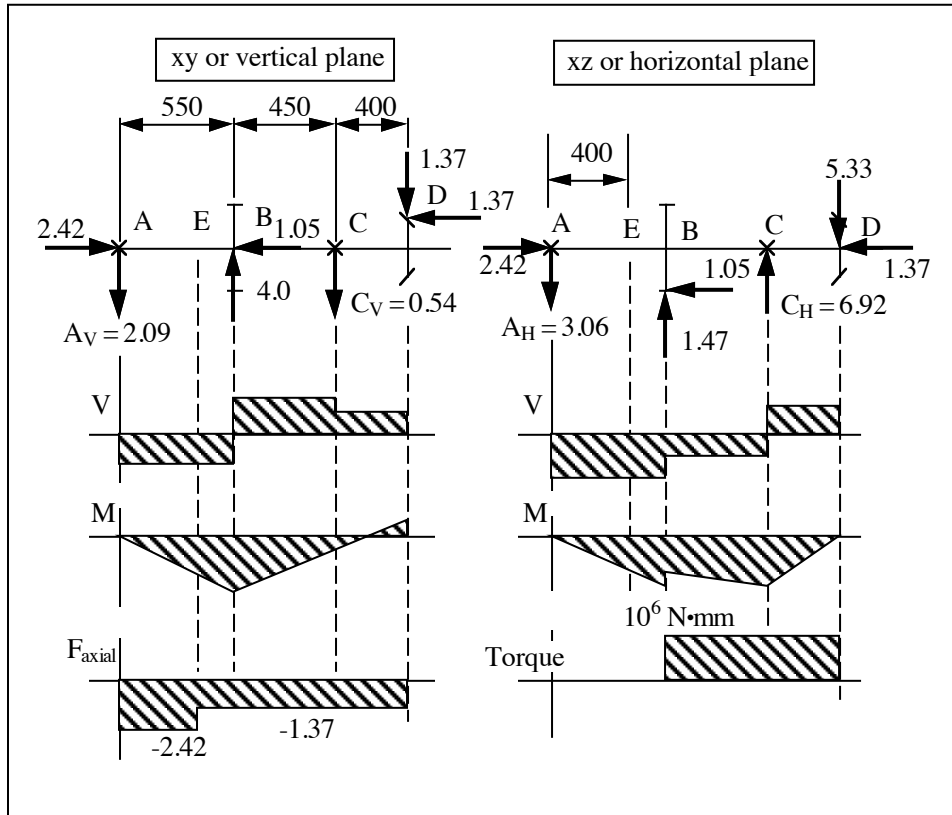 xy or vertical plane
xz or horizontal plane
550 450 400
400
1.37
5.33
A E B C D
1.37
A E B C D
2.42
1.05
2.42
1.05
1.37
4.0
C_V = 0.54
C_H = 6.92
A_V = 2.09
A_H = 3.06
1.47
V
V
M
M
10^6 N•mm
F_axial
Torque
-2.42
-1.37